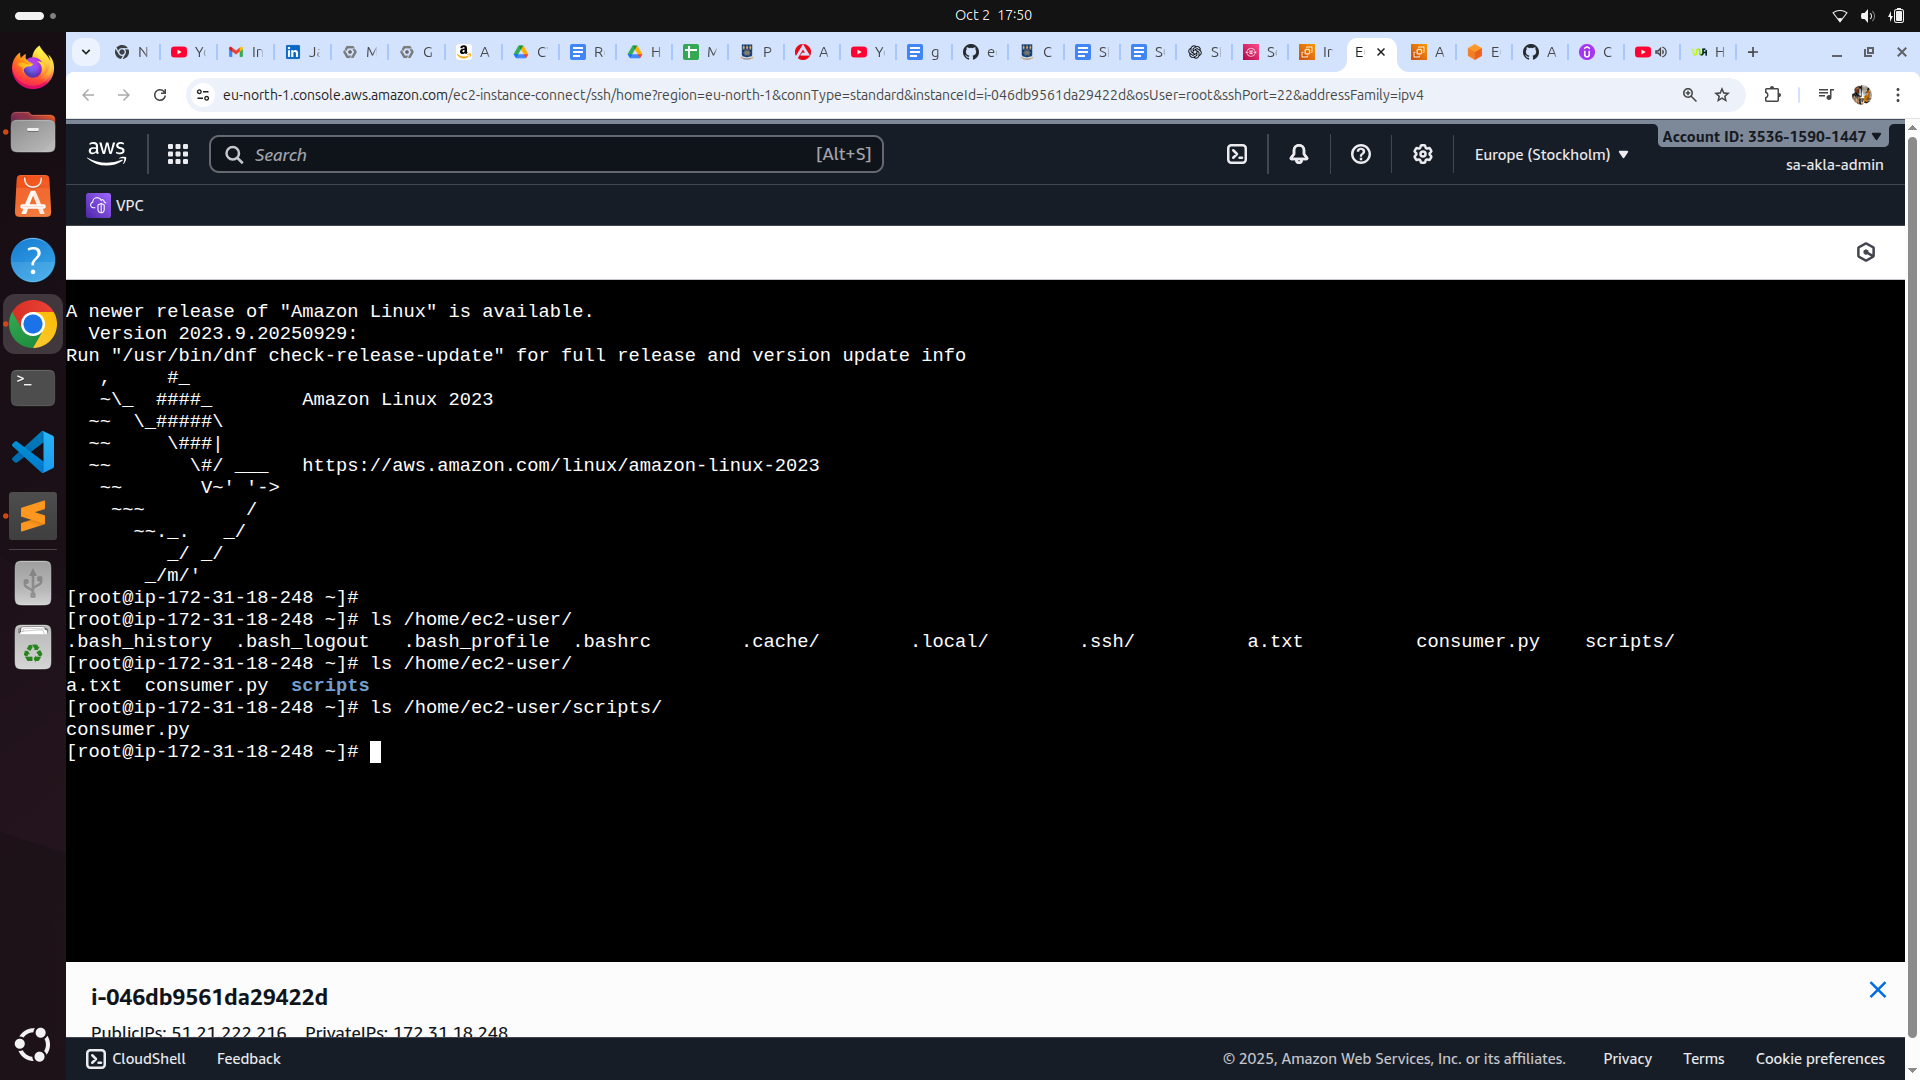 Oct 2 17:50
N
Yo
In
Ja
M
G
A
C
R
H
M
P
A
Yo
g
e
C
S
S
S
S
In
E
A
E
A
C
H
eu-north-1.console.aws.amazon.com/ec2-instance-connect/ssh/home?region=eu-north-1&connType=standard&instanceId=i-046db9561da29422d&osUser=root&sshPort=22&addressFamily=ipv4
aws
Search
[Alt+S]
Europe (Stockholm)
Account ID: 3536-1590-1447
sa-akla-admin
VPC
A newer release of "Amazon Linux" is available.
  Version 2023.9.20250929:
Run "/usr/bin/dnf check-release-update" for full release and version update info
   ,     #_
   ~\_  ####_        Amazon Linux 2023
  ~~  \_#####\
  ~~     \###|
  ~~       \#/ ___   https://aws.amazon.com/linux/amazon-linux-2023
   ~~       V~' '->
    ~~~         /
      ~~._.   _/
         _/ _/
       _/m/'
[root@ip-172-31-18-248 ~]#
[root@ip-172-31-18-248 ~]# ls /home/ec2-user/
.bash_history  .bash_logout   .bash_profile  .bashrc        .cache/        .local/        .ssh/          a.txt          consumer.py    scripts/
[root@ip-172-31-18-248 ~]# ls /home/ec2-user/
a.txt  consumer.py  scripts
[root@ip-172-31-18-248 ~]# ls /home/ec2-user/scripts/
consumer.py
[root@ip-172-31-18-248 ~]#
i-046db9561da29422d
PublicIPs: 51.21.222.216 PrivateIPs: 172.31.18.248
CloudShell
Feedback
© 2025, Amazon Web Services, Inc. or its affiliates.
Privacy
Terms
Cookie preferences